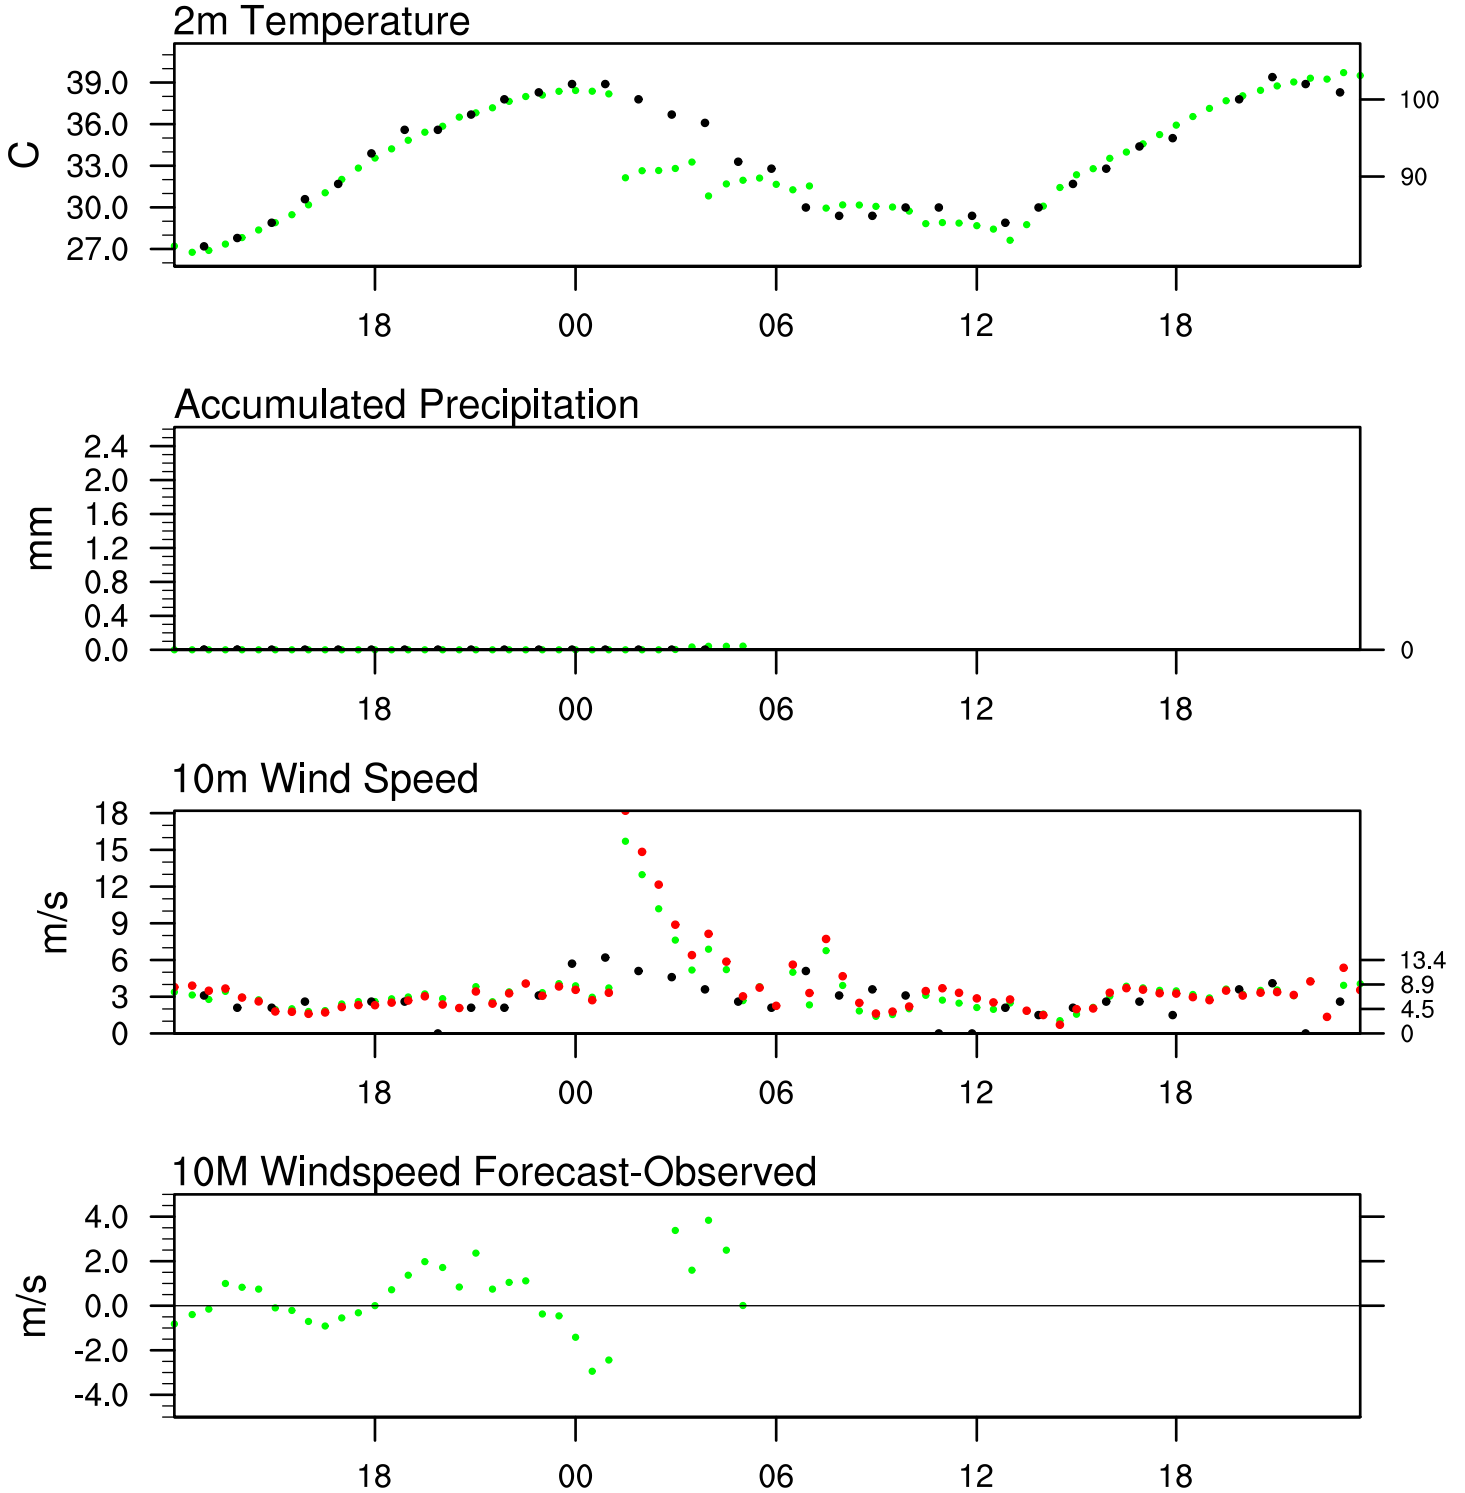 2m Temperature
39.0
36.0
33.0
30.0
27.0
C
100
90
18 00 06 12 18
Accumulated Precipitation
2.4
2.0
1.6
1.2
0.8
0.4
0.0
mm
0
18 00 06 12 18
10m Wind Speed
18
15
12
9
6
3
0
m/s
13.4
8.9
4.5
0
18 00 06 12 18
10M Windspeed Forecast-Observed
4.0
2.0
0.0
-2.0
-4.0
m/s
18 00 06 12 18